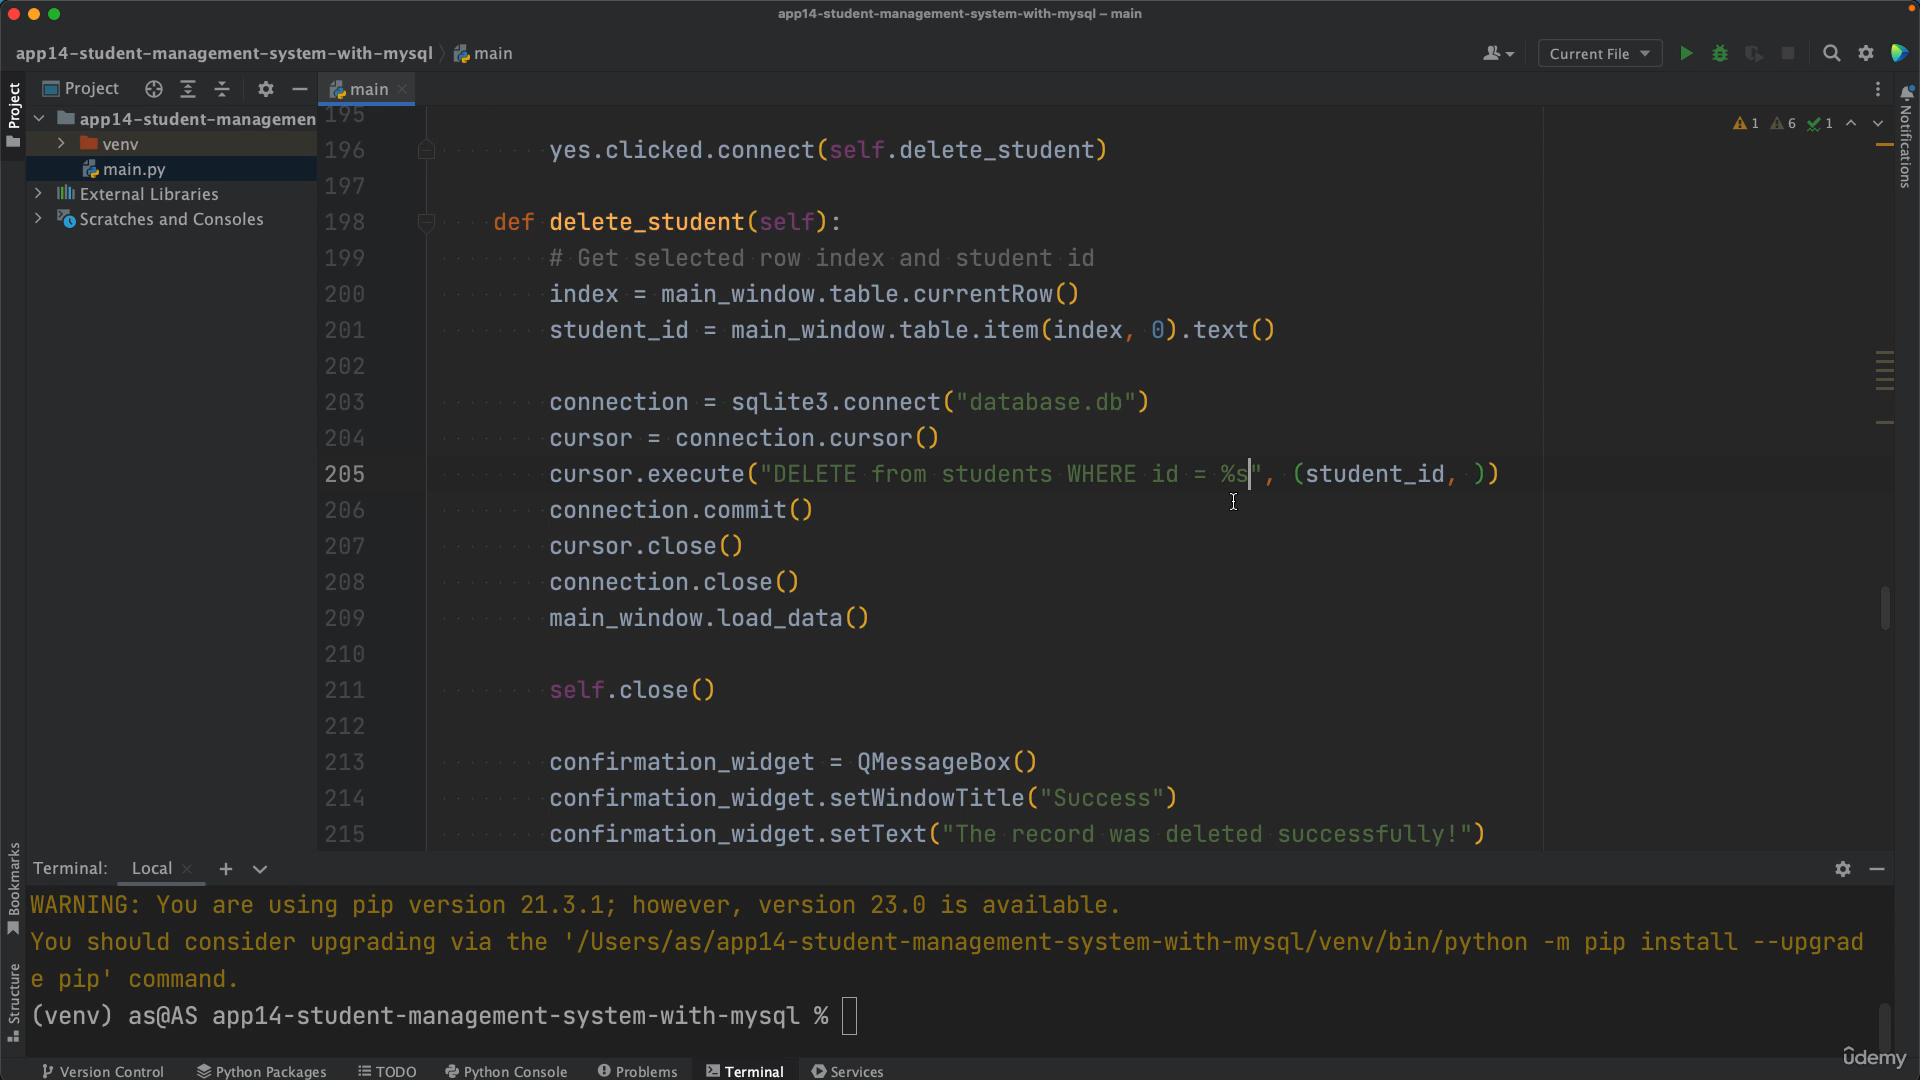 app14-student-management-system-with-mysql – main
app14-student-management-system-with-mysql
main
Current File
Project
Project
main
app14-student-managemen
venv
main.py
External Libraries
Scratches and Consoles
1 6 1
Notifications
195
196 yes.clicked.connect(self.delete_student)
197
198 def delete_student(self):
199 # Get selected row index and student id
200 index = main_window.table.currentRow()
201 student_id = main_window.table.item(index, 0).text()
202
203 connection = sqlite3.connect("database.db")
204 cursor = connection.cursor()
205 cursor.execute("DELETE from students WHERE id = %s", (student_id, ))
206 connection.commit()
207 cursor.close()
208 connection.close()
209 main_window.load_data()
210
211 self.close()
212
213 confirmation_widget = QMessageBox()
214 confirmation_widget.setWindowTitle("Success")
215 confirmation_widget.setText("The record was deleted successfully!")
Bookmarks
Structure
Terminal: Local
WARNING: You are using pip version 21.3.1; however, version 23.0 is available.
You should consider upgrading via the '/Users/as/app14-student-management-system-with-mysql/venv/bin/python -m pip install --upgrad
e pip' command.
(venv) as@AS app14-student-management-system-with-mysql %
Version Control Python Packages TODO Python Console Problems Terminal Services
ûdemy